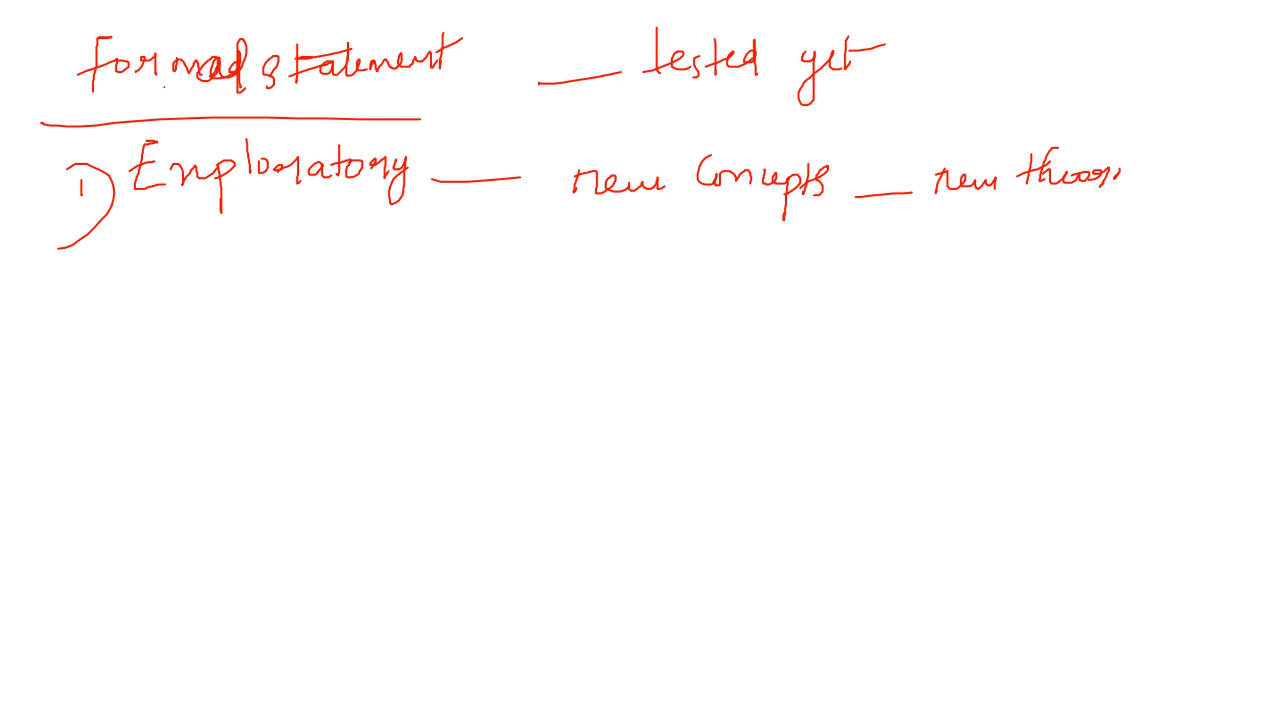 Formal statement — tested yet
1) Exploratory — new concepts — new theory